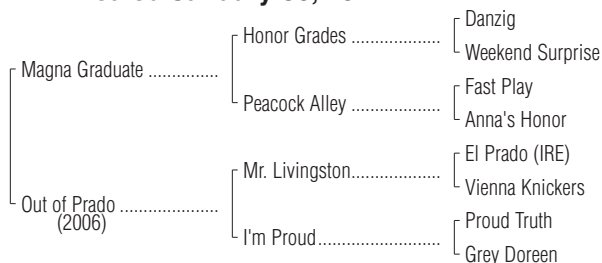 Danzig
Honor Grades .....................
Weekend Surprise
Magna Graduate ................
Fast Play
Peacock Alley .....................
Anna's Honor
El Prado (IRE)
Mr. Livingston.....................
Vienna Knickers
Out of Prado ......................
(2006)
Proud Truth
I'm Proud.............................
Grey Doreen